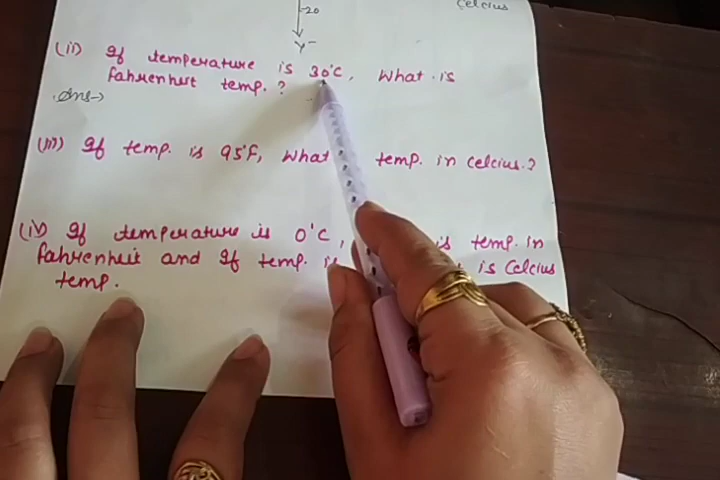 -20
Celcius
y⁻
(ii) If temperature is 30°C, What is
fahrenheit temp.?
Ans→
(iii) If temp. is 95°F, What temp. in celcius.?
(iv) If temperature is 0°C, is temp. in
fahrenheit and If temp. is Celcius
temp.